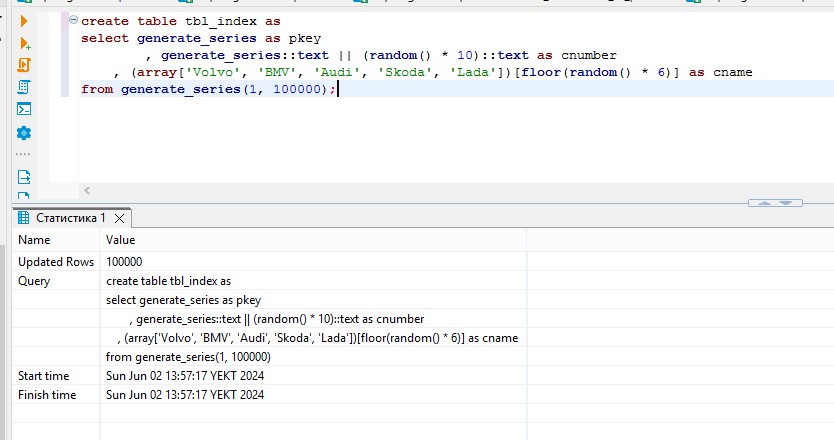 create table tbl_index as
select generate_series as pkey
, generate_series::text || (random() * 10)::text as cnumber
, (array['Volvo', 'BMV', 'Audi', 'Skoda', 'Lada'])[floor(random() * 6)] as cname
from generate_series(1, 100000);
Статистика 1
Name Value
Updated Rows 100000
Query create table tbl_index as
select generate_series as pkey
, generate_series::text || (random() * 10)::text as cnumber
, (array['Volvo', 'BMV', 'Audi', 'Skoda', 'Lada'])[floor(random() * 6)] as cname
from generate_series(1, 100000)
Start time Sun Jun 02 13:57:17 YEKT 2024
Finish time Sun Jun 02 13:57:17 YEKT 2024